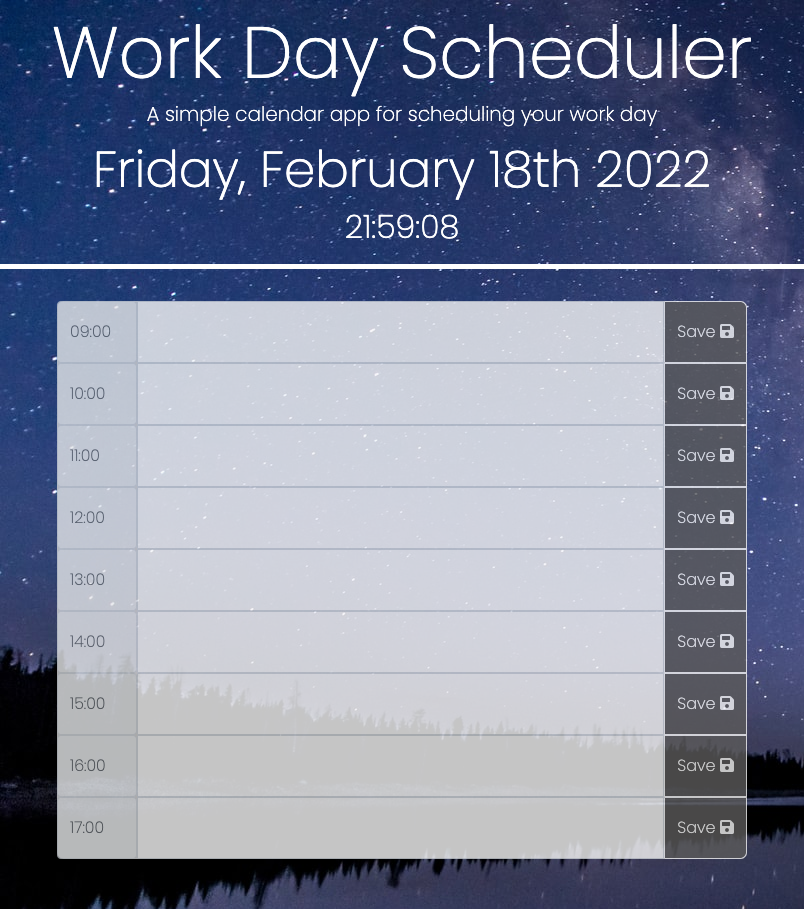 Work Day Scheduler
A simple calendar app for scheduling your work day
Friday, February 18th 2022
21:59:08
09:00 Save
10:00 Save
11:00 Save
12:00 Save
13:00 Save
14:00 Save
15:00 Save
16:00 Save
17:00 Save